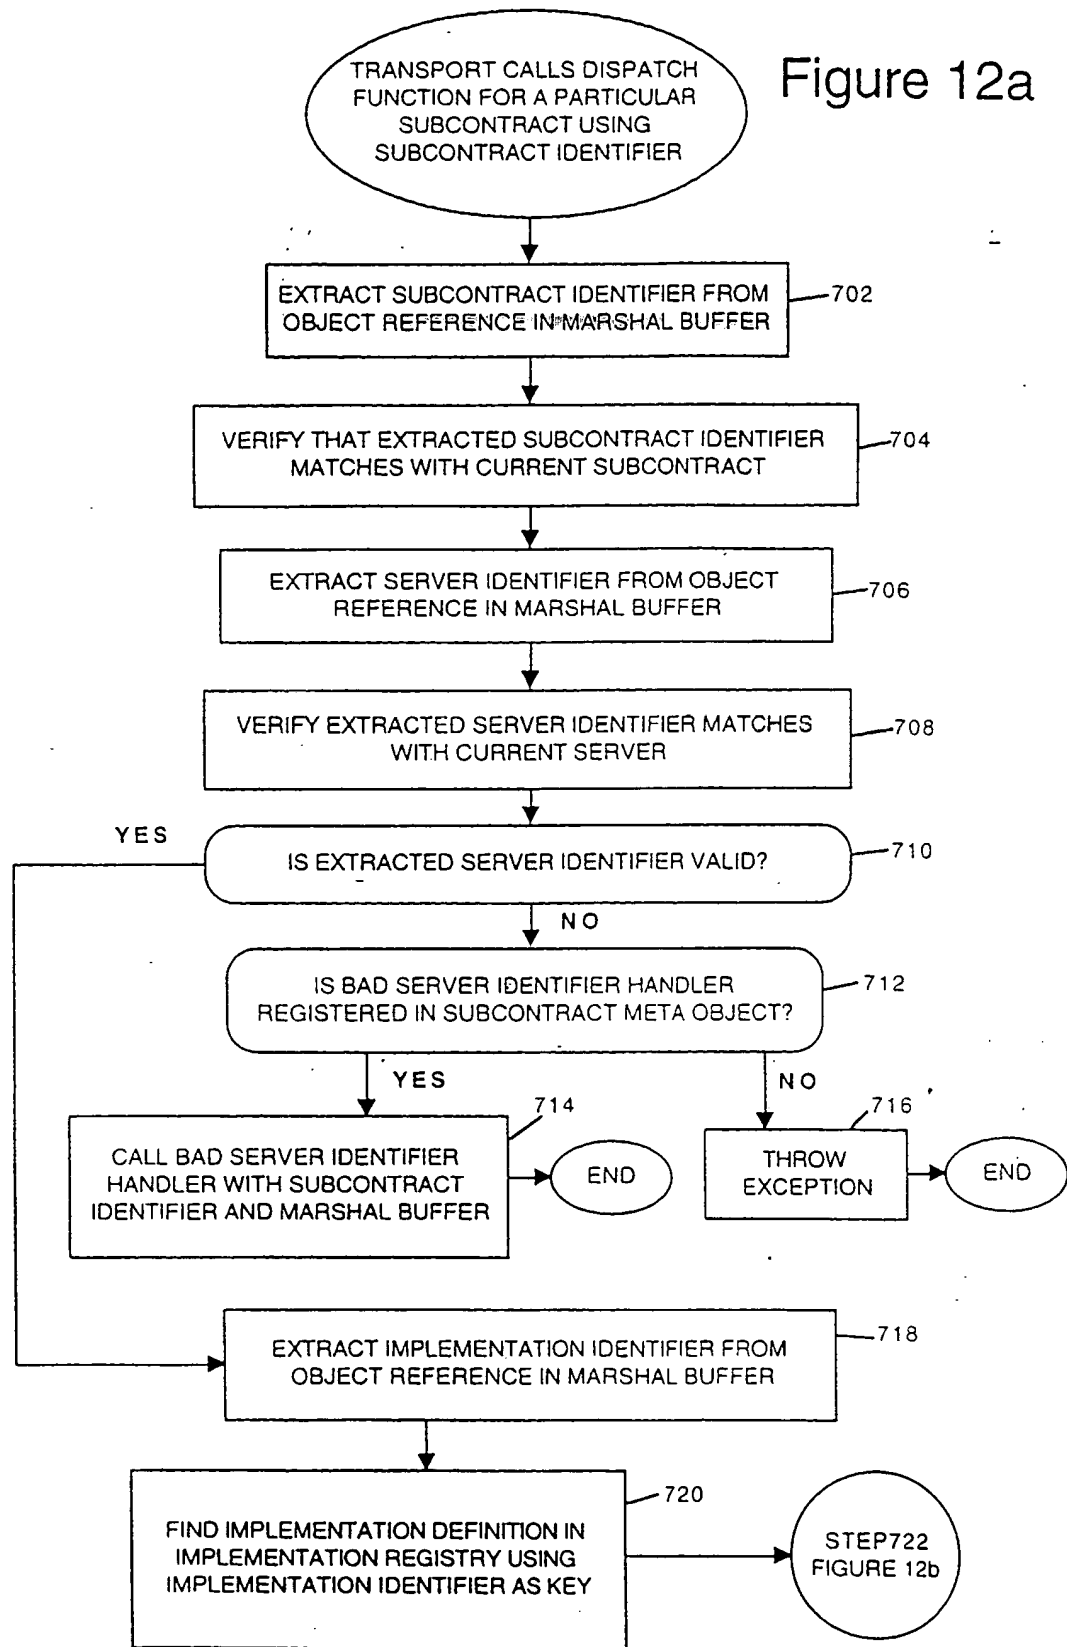 Figure 12a
TRANSPORT CALLS DISPATCH
FUNCTION FOR A PARTICULAR
SUBCONTRACT USING
SUBCONTRACT IDENTIFIER
EXTRACT SUBCONTRACT IDENTIFIER FROM
OBJECT REFERENCE IN MARSHAL BUFFER
702
VERIFY THAT EXTRACTED SUBCONTRACT IDENTIFIER
MATCHES WITH CURRENT SUBCONTRACT
704
EXTRACT SERVER IDENTIFIER FROM OBJECT
REFERENCE IN MARSHAL BUFFER
706
VERIFY EXTRACTED SERVER IDENTIFIER MATCHES
WITH CURRENT SERVER
708
YES
IS EXTRACTED SERVER IDENTIFIER VALID?
710
NO
IS BAD SERVER IDENTIFIER HANDLER
REGISTERED IN SUBCONTRACT META OBJECT?
712
YES
NO
714
CALL BAD SERVER IDENTIFIER
HANDLER WITH SUBCONTRACT
IDENTIFIER AND MARSHAL BUFFER
END
716
THROW
EXCEPTION
END
EXTRACT IMPLEMENTATION IDENTIFIER FROM
OBJECT REFERENCE IN MARSHAL BUFFER
718
FIND IMPLEMENTATION DEFINITION IN
IMPLEMENTATION REGISTRY USING
IMPLEMENTATION IDENTIFIER AS KEY
720
STEP722
FIGURE 12b